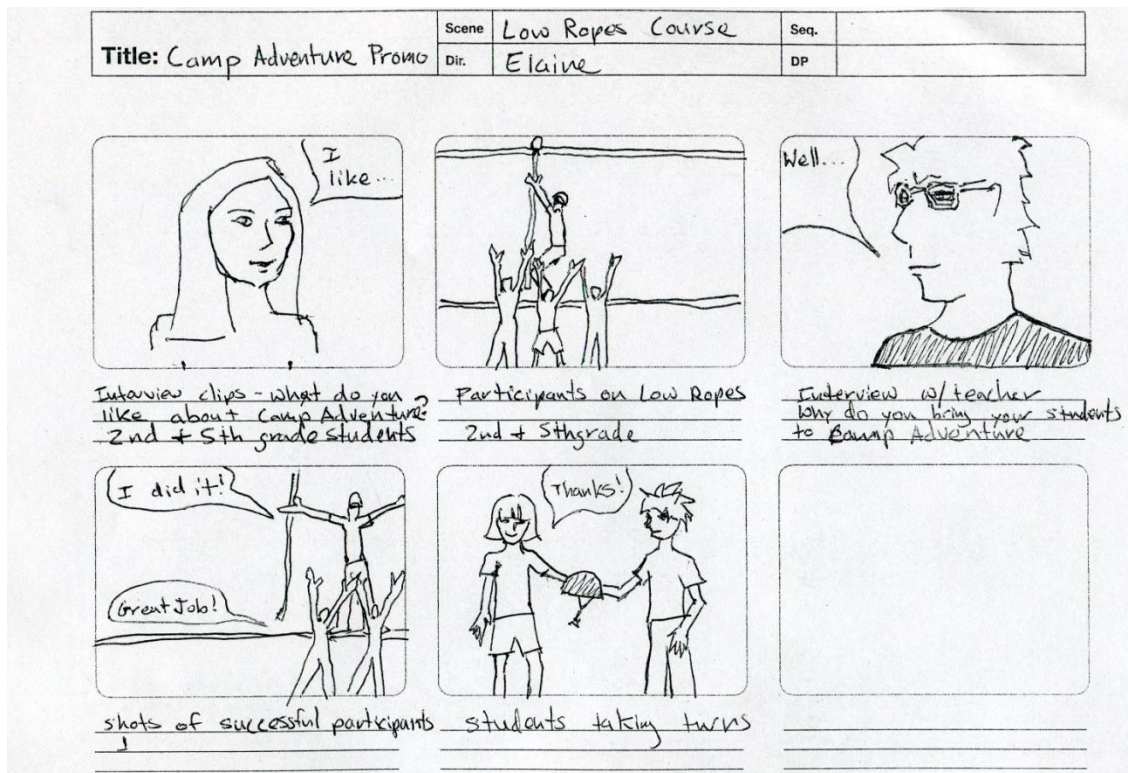 Title: Camp Adventure Promo
Scene Low Ropes Course
Dir. Elaine
Seq.
DP
I
like...
Well...
Interview clips - what do you
like about Camp Adventure?
2nd + 5th grade students
Participants on Low Ropes
2nd + 5th grade
Interview w/ teacher
Why do you bring your students
to Camp Adventure
I did it!
Great Job!
Thanks!
shots of successful participants
students taking turns